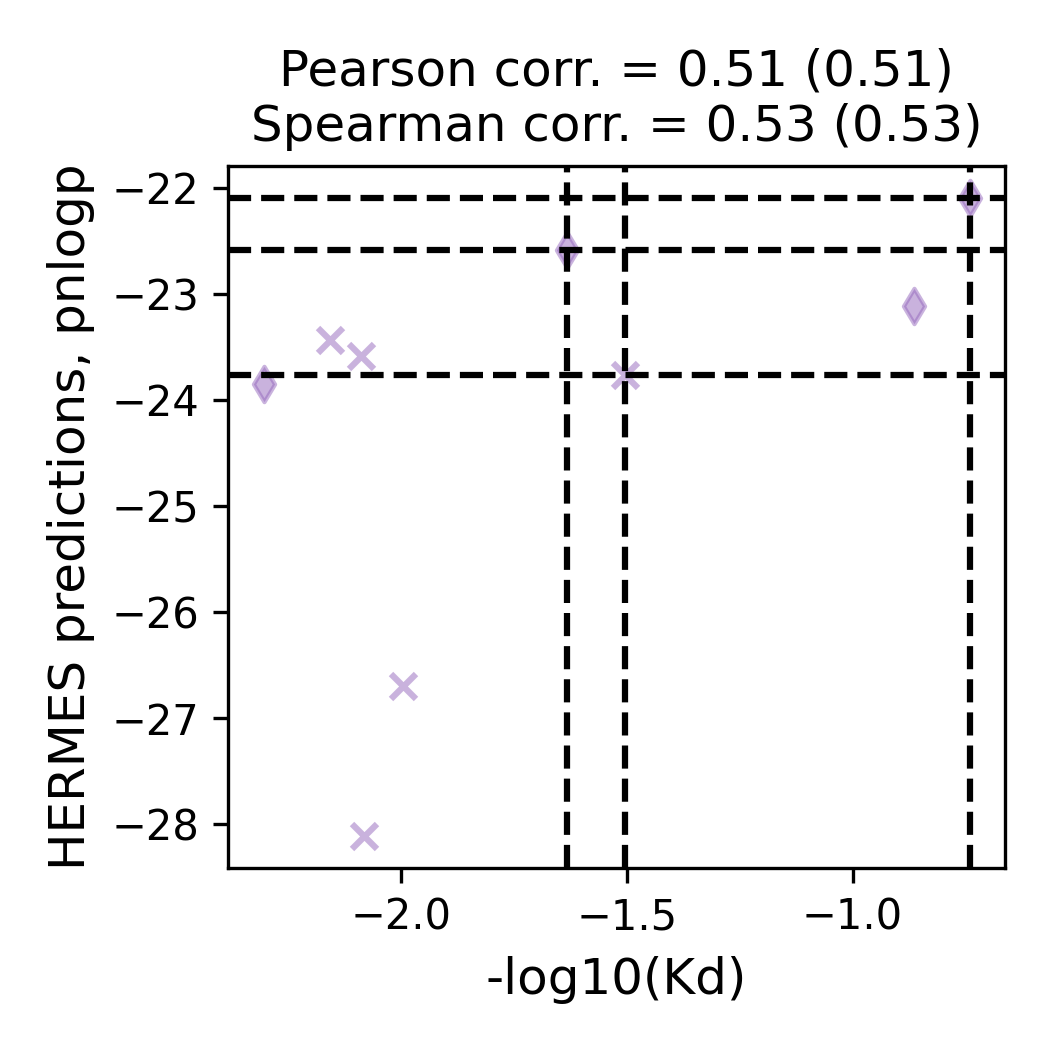 Pearson corr. = 0.51 (0.51)
Spearman corr. = 0.53 (0.53)
HERMES predictions, pnlogp
−22
−23
−24
−25
−26
−27
−28
−2.0
−1.5
−1.0
-log10(Kd)